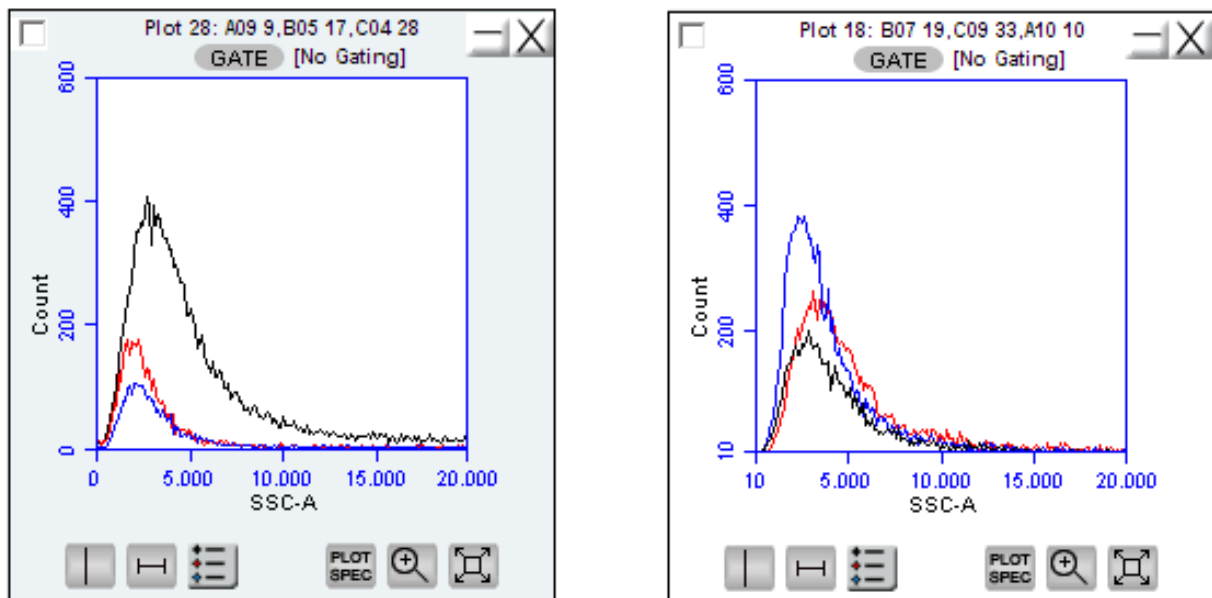 Plot 28: A09 9,B05 17,C04 28
GATE [No Gating]
600
400
200
0
Count
0 5.000 10.000 15.000 20.000
SSC-A
PLOT
SPEC
Plot 18: B07 19,C09 33,A10 10
GATE [No Gating]
600
400
200
10
Count
10 5.000 10.000 15.000 20.000
SSC-A
PLOT
SPEC